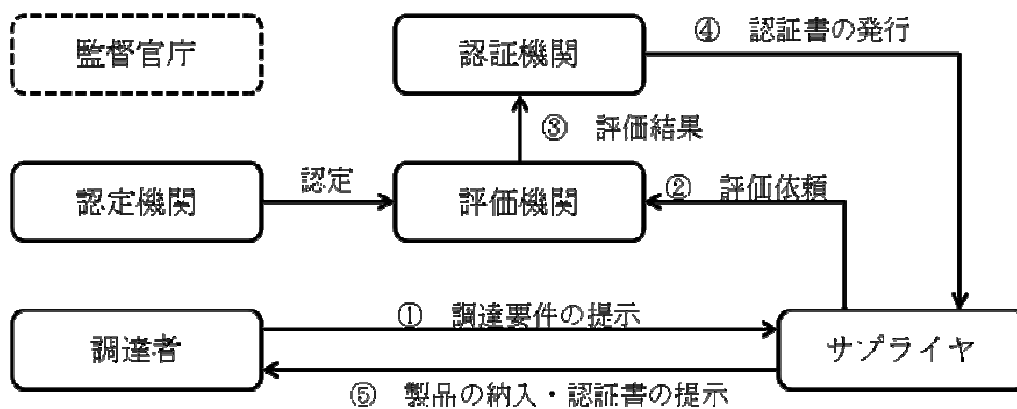 監督官庁
認証機関
④ 認証書の発行
③ 評価結果
認定機関
認定
評価機関
② 評価依頼
① 調達要件の提示
調達者
サプライヤ
⑤ 製品の納入・認証書の提示